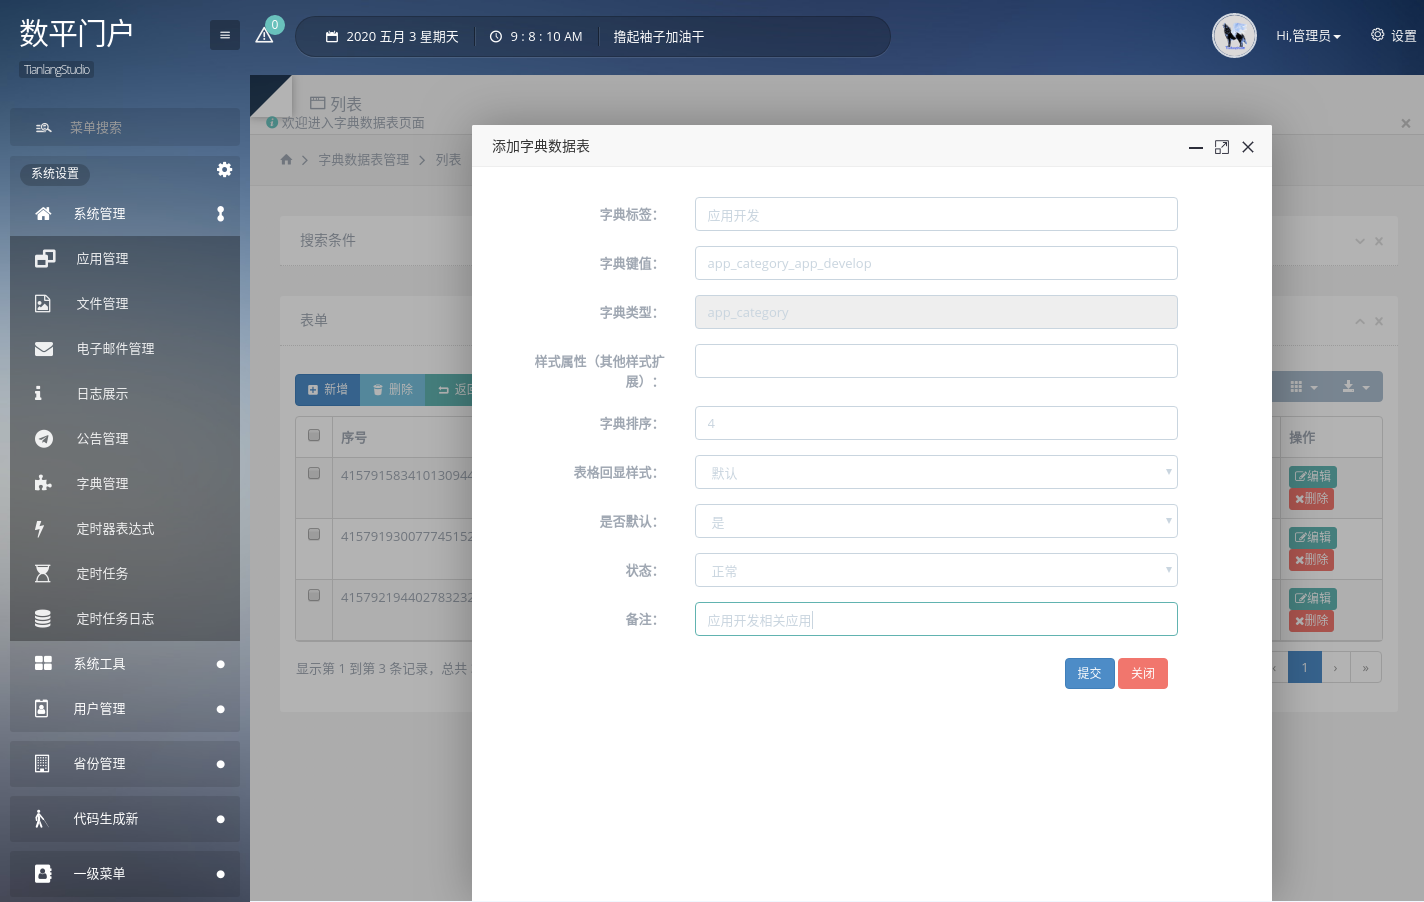 数平门户
TianlangStudio
0
2020 五月 3 星期天
9 : 8 : 10 AM
撸起袖子加油干
Hi,管理员
设置
菜单搜索
系统设置
系统管理
应用管理
文件管理
电子邮件管理
日志展示
公告管理
字典管理
定时器表达式
定时任务
定时任务日志
系统工具
用户管理
省份管理
代码生成新
一级菜单
列表
欢迎进入字典数据表页面
字典数据表管理
列表
搜索条件
表单
新增
删除
返回
序号
操作
415791583410130944
编辑
删除
415791930077745152
编辑
删除
415792194402783232
编辑
删除
显示第 1 到第 3 条记录，总共
‹
1
›
»
添加字典数据表
字典标签：
应用开发
字典键值：
app_category_app_develop
字典类型：
app_category
样式属性（其他样式扩
展）：
字典排序：
4
表格回显样式：
默认
是否默认：
是
状态：
正常
备注：
应用开发相关应用
提交
关闭